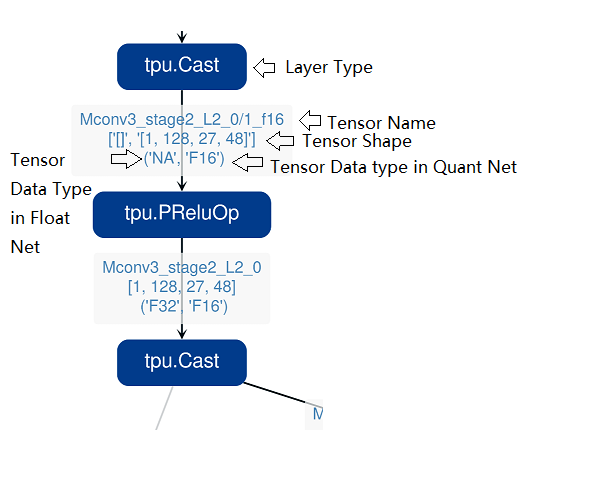 tpu.Cast
Layer Type
Mconv3_stage2_L2_0/1_f16
Tensor Name
['[]', '[1, 128, 27, 48]']
Tensor Shape
Tensor
('NA', 'F16')
Tensor Data type in Quant Net
Data Type
in Float
Net
tpu.PReluOp
Mconv3_stage2_L2_0
[1, 128, 27, 48]
('F32', 'F16')
tpu.Cast